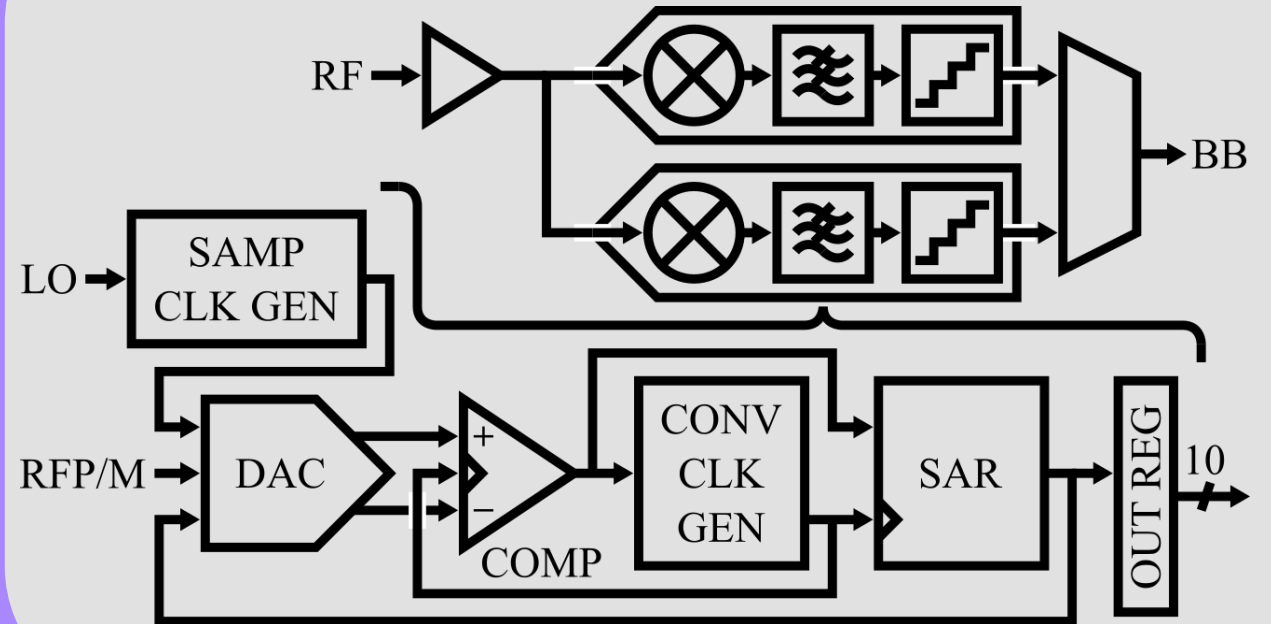 RF
BB
LO
SAMP
CLK GEN
RFP/M
DAC
+
−
COMP
CONV
CLK
GEN
SAR
OUT REG
10